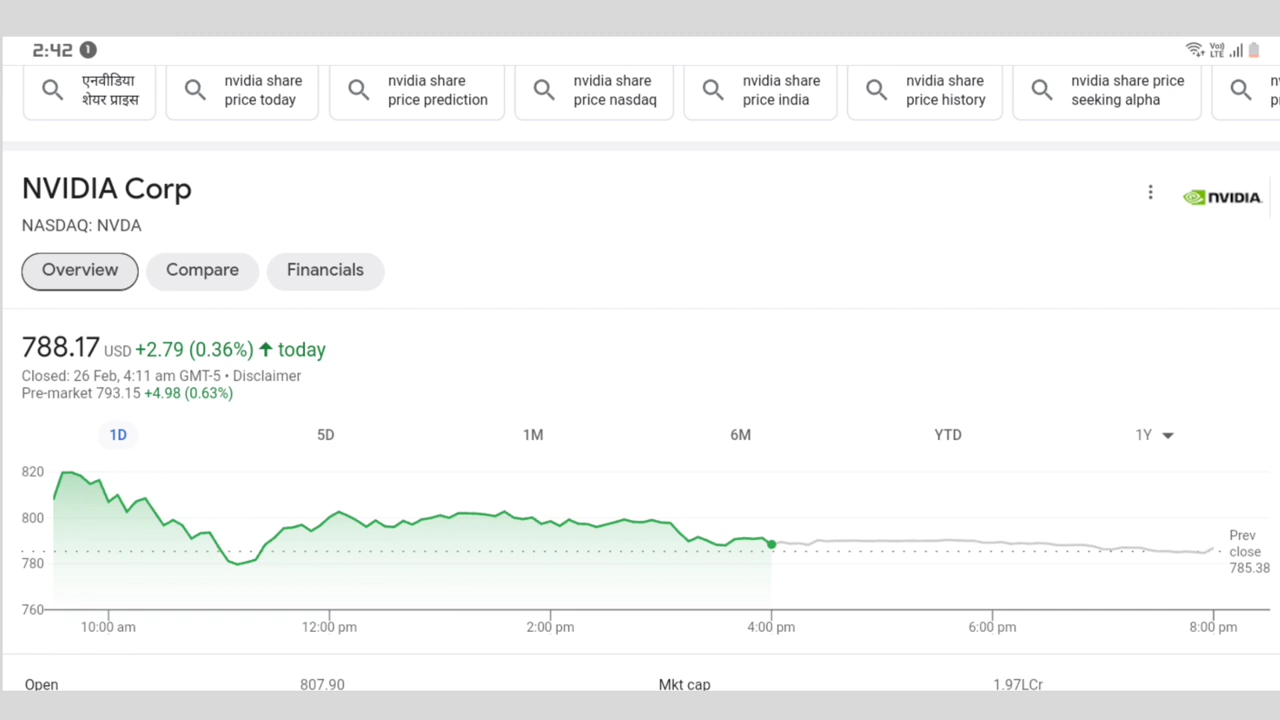 2:42 1 Vo) LTE
एनवीडिया
शेयर प्राइस
nvidia share
price today
nvidia share
price prediction
nvidia share
price nasdaq
nvidia share
price india
nvidia share
price history
nvidia share price
seeking alpha
NVIDIA Corp
NVIDIA.
NASDAQ: NVDA
Overview Compare Financials
788.17 USD +2.79 (0.36%) ↑ today
Closed: 26 Feb, 4:11 am GMT-5 • Disclaimer
Pre-market 793.15 +4.98 (0.63%)
1D 5D 1M 6M YTD 1Y
820
800
780
760
Prev
close
785.38
10:00 am 12:00 pm 2:00 pm 4:00 pm 6:00 pm 8:00 pm
Open 807.90 Mkt cap 1.97LCr